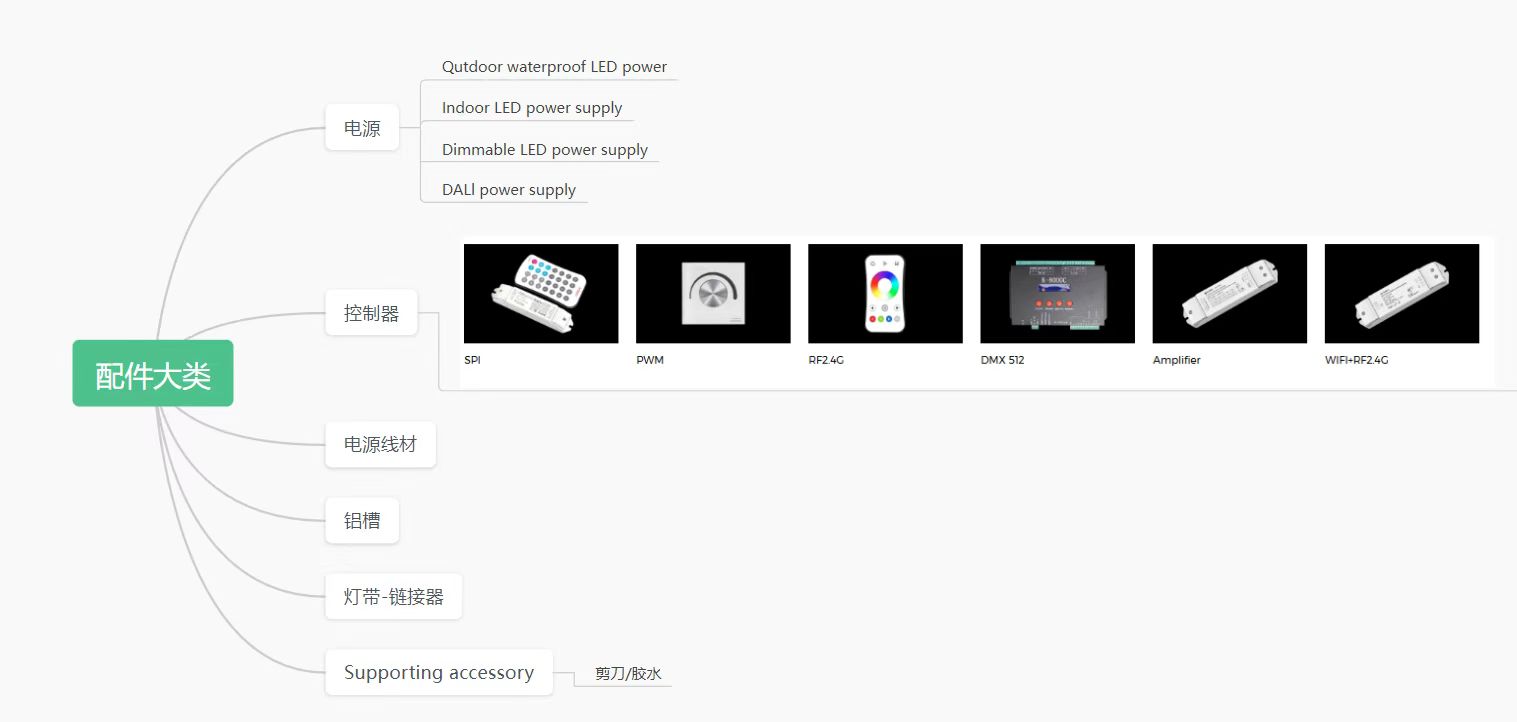 配件大类
电源
Qutdoor waterproof LED power
Indoor LED power supply
Dimmable LED power supply
DALl power supply
控制器
SPI
PWM
RF2.4G
DMX 512
Amplifier
WIFI+RF2.4G
电源线材
铝槽
灯带-链接器
Supporting accessory
剪刀/胶水